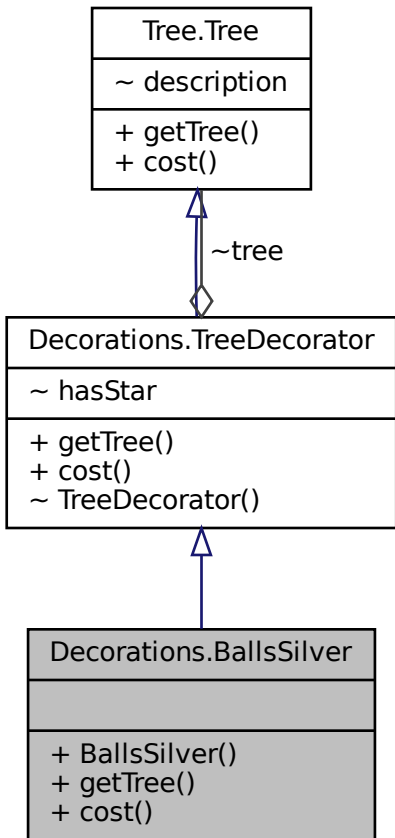 Tree.Tree
~ description
+ getTree()
+ cost()
~tree
Decorations.TreeDecorator
~ hasStar
+ getTree()
+ cost()
~ TreeDecorator()
Decorations.BallsSilver
+ BallsSilver()
+ getTree()
+ cost()